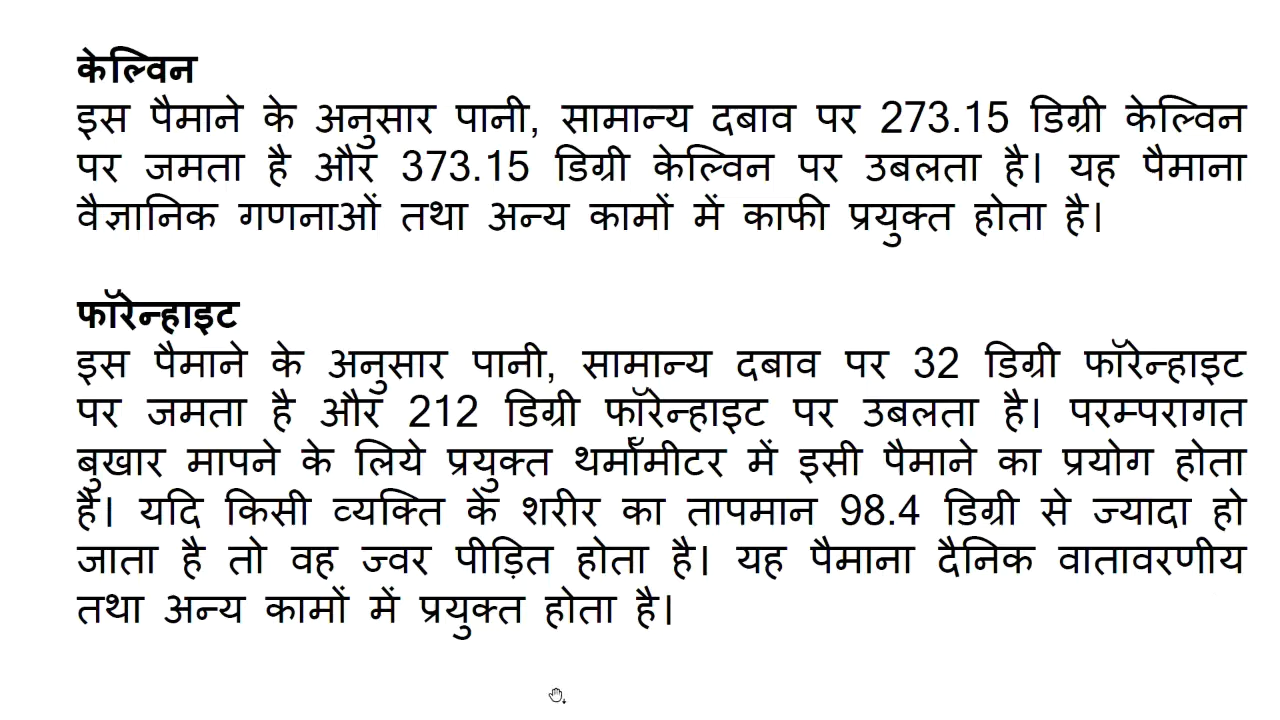 केल्विन
इस पैमाने के अनुसार पानी, सामान्य दबाव पर 273.15 डिग्री केल्विन
पर जमता है और 373.15 डिग्री केल्विन पर उबलता है। यह पैमाना
वैज्ञानिक गणनाओं तथा अन्य कामों में काफी प्रयुक्त होता है।
फॉरेन्हाइट
इस पैमाने के अनुसार पानी, सामान्य दबाव पर 32 डिग्री फॉरेन्हाइट
पर जमता है और 212 डिग्री फॉरेन्हाइट पर उबलता है। परम्परागत
बुखार मापने के लिये प्रयुक्त थर्मामीटर में इसी पैमाने का प्रयोग होता
है। यदि किसी व्यक्ति के शरीर का तापमान 98.4 डिग्री से ज्यादा हो
जाता है तो वह ज्वर पीड़ित होता है। यह पैमाना दैनिक वातावरणीय
तथा अन्य कामों में प्रयुक्त होता है।